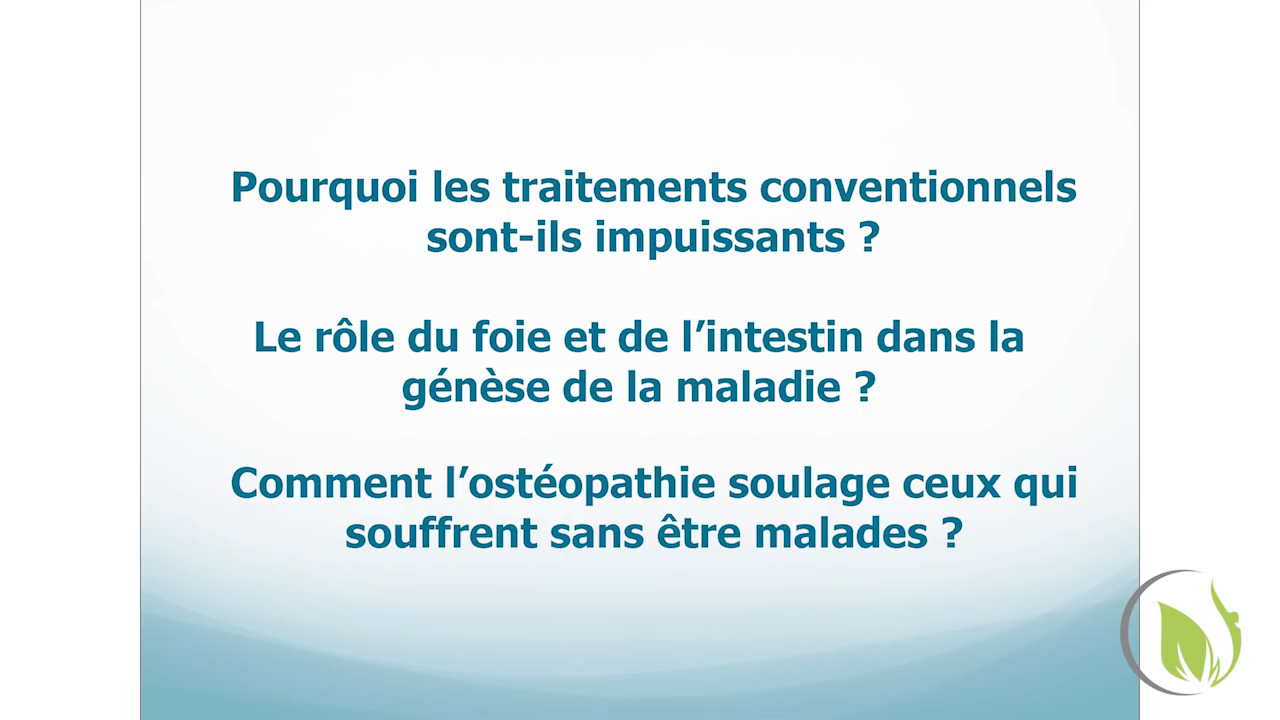 Pourquoi les traitements conventionnels
sont-ils impuissants ?
Le rôle du foie et de l’intestin dans la
génèse de la maladie ?
Comment l’ostéopathie soulage ceux qui
souffrent sans être malades ?